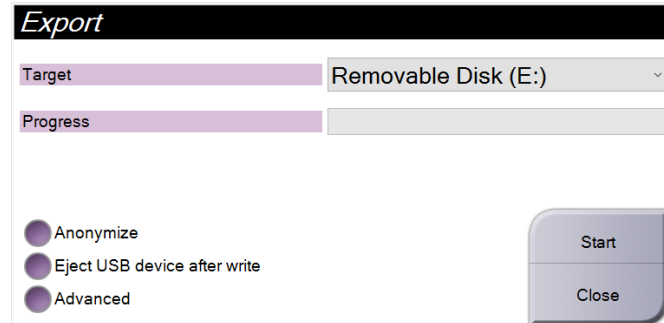 Export
Target
Removable Disk (E:)
Progress
Anonymize
Eject USB device after write
Advanced
Start
Close